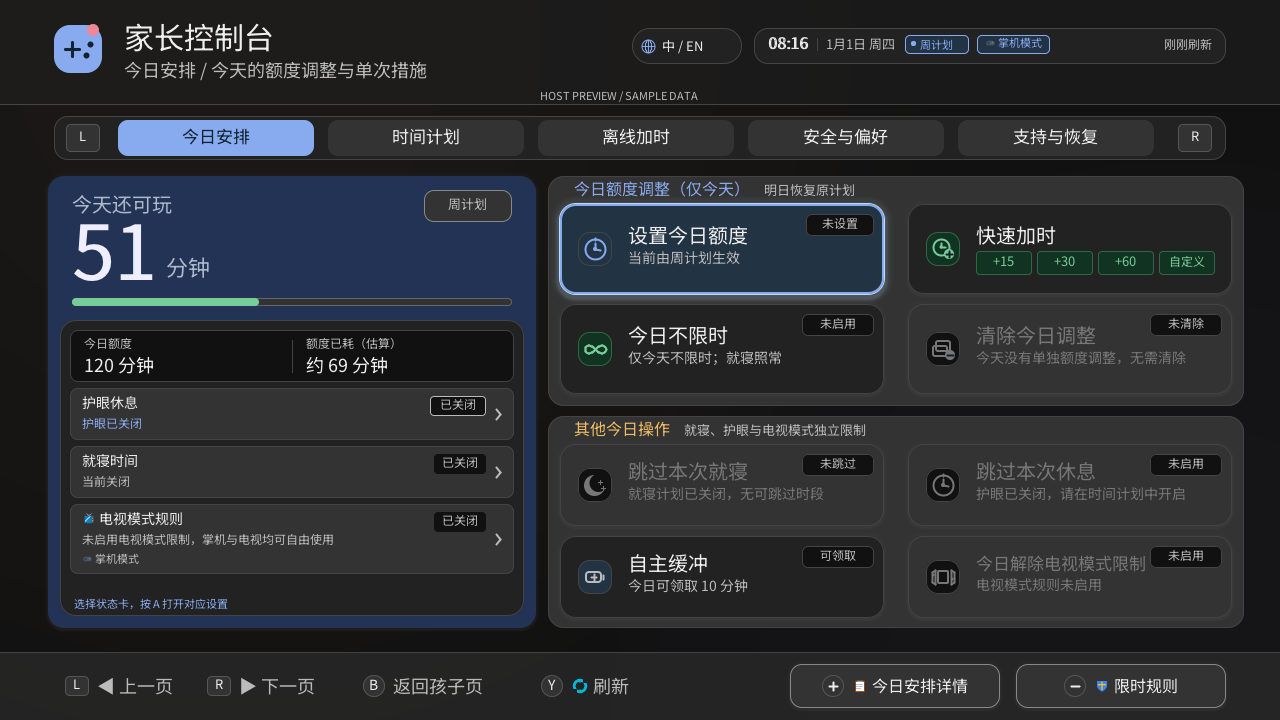 家长控制台
今日安排 / 今天的额度调整与单次措施
中 / EN
08:16 1月1日 周四 周计划 掌机模式 刚刚刷新
HOST PREVIEW / SAMPLE DATA
L 今日安排 时间计划 离线加时 安全与偏好 支持与恢复 R
今天还可玩
周计划
51 分钟
今日额度
120 分钟
额度已耗（估算）
约 69 分钟
护眼休息
护眼已关闭
已关闭
就寝时间
当前关闭
已关闭
电视模式规则
未启用电视模式限制，掌机与电视均可自由使用
掌机模式
已关闭
选择状态卡，按 A 打开对应设置
今日额度调整（仅今天） 明日恢复原计划
设置今日额度
当前由周计划生效
未设置
快速加时
+15 +30 +60 自定义
今日不限时
仅今天不限时；就寝照常
未启用
清除今日调整
今天没有单独额度调整，无需清除
未清除
其他今日操作 就寝、护眼与电视模式独立限制
跳过本次就寝
就寝计划已关闭，无可跳过时段
未跳过
跳过本次休息
护眼已关闭，请在时间计划中开启
未启用
自主缓冲
今日可领取 10 分钟
可领取
今日解除电视模式限制
电视模式规则未启用
未启用
L ◀ 上一页 R ▶ 下一页 B 返回孩子页 Y 刷新 + 今日安排详情 − 限时规则